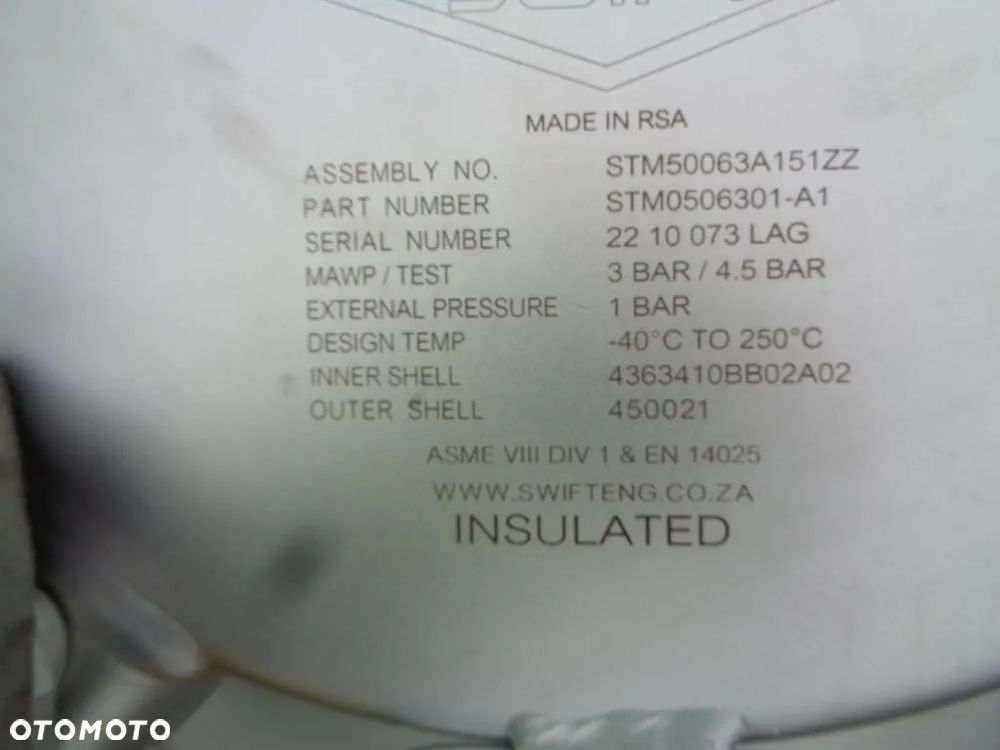 MADE IN RSA
ASSEMBLY NO. STM50063A151ZZ
PART NUMBER STM0506301-A1
SERIAL NUMBER 22 10 073 LAG
MAWP / TEST 3 BAR / 4.5 BAR
EXTERNAL PRESSURE 1 BAR
DESIGN TEMP -40°C TO 250°C
INNER SHELL 4363410BB02A02
OUTER SHELL 450021
ASME VIII DIV 1 & EN 14025
WWW.SWIFTENG.CO.ZA
INSULATED
OTOMOTO